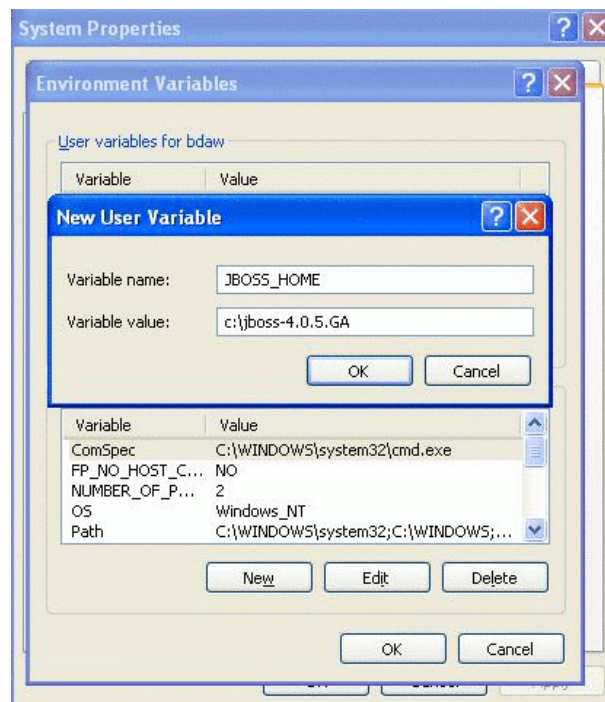 System Properties
Environment Variables
User variables for bdaw
Variable Value
New User Variable
Variable name: JBOSS_HOME
Variable value: c:\jboss-4.0.5.GA
OK Cancel
Variable Value
ComSpec C:\WINDOWS\system32\cmd.exe
FP_NO_HOST_C... NO
NUMBER_OF_P... 2
OS Windows_NT
Path C:\WINDOWS\system32;C:\WINDOWS;...
New Edit Delete
OK Cancel